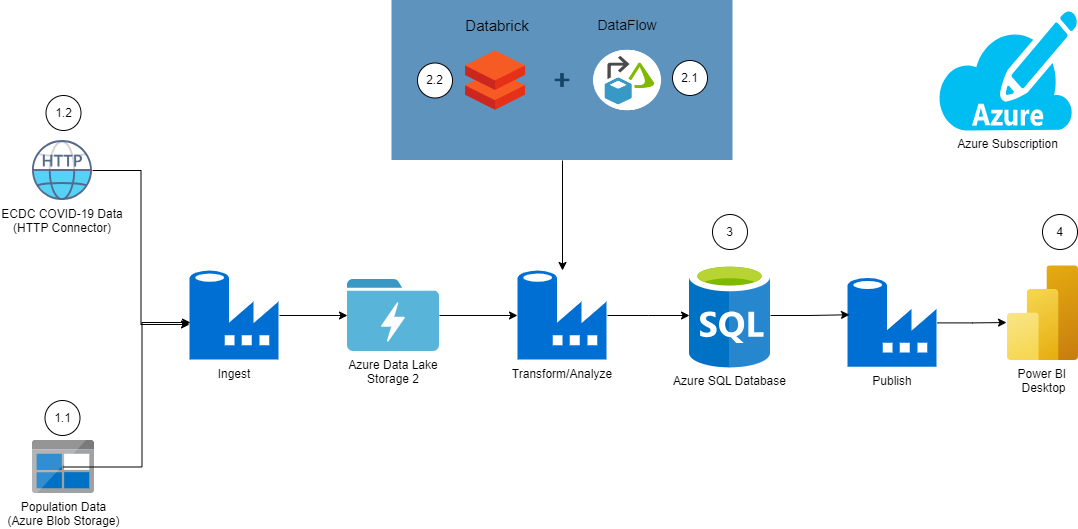 Databrick
DataFlow
2.2
+
2.1
Azure
Azure Subscription
1.2
HTTP
ECDC COVID-19 Data
(HTTP Connector)
3
4
SQL
Ingest
Azure Data Lake
Storage 2
Transform/Analyze
Azure SQL Database
Publish
Power BI
Desktop
1.1
Population Data
(Azure Blob Storage)